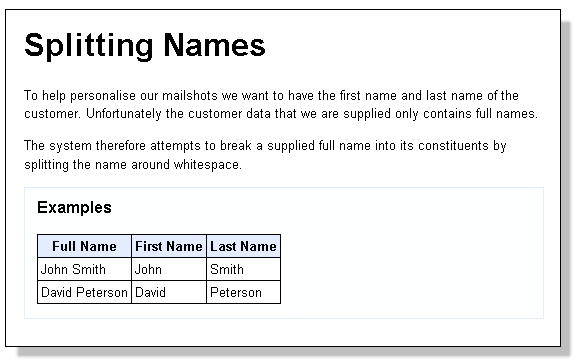 Splitting Names
To help personalise our mailshots we want to have the first name and last name of the
customer. Unfortunately the customer data that we are supplied only contains full names.
The system therefore attempts to break a supplied full name into its constituents by
splitting the name around whitespace.
Examples
Full Name First Name Last Name
John Smith John Smith
David Peterson David Peterson